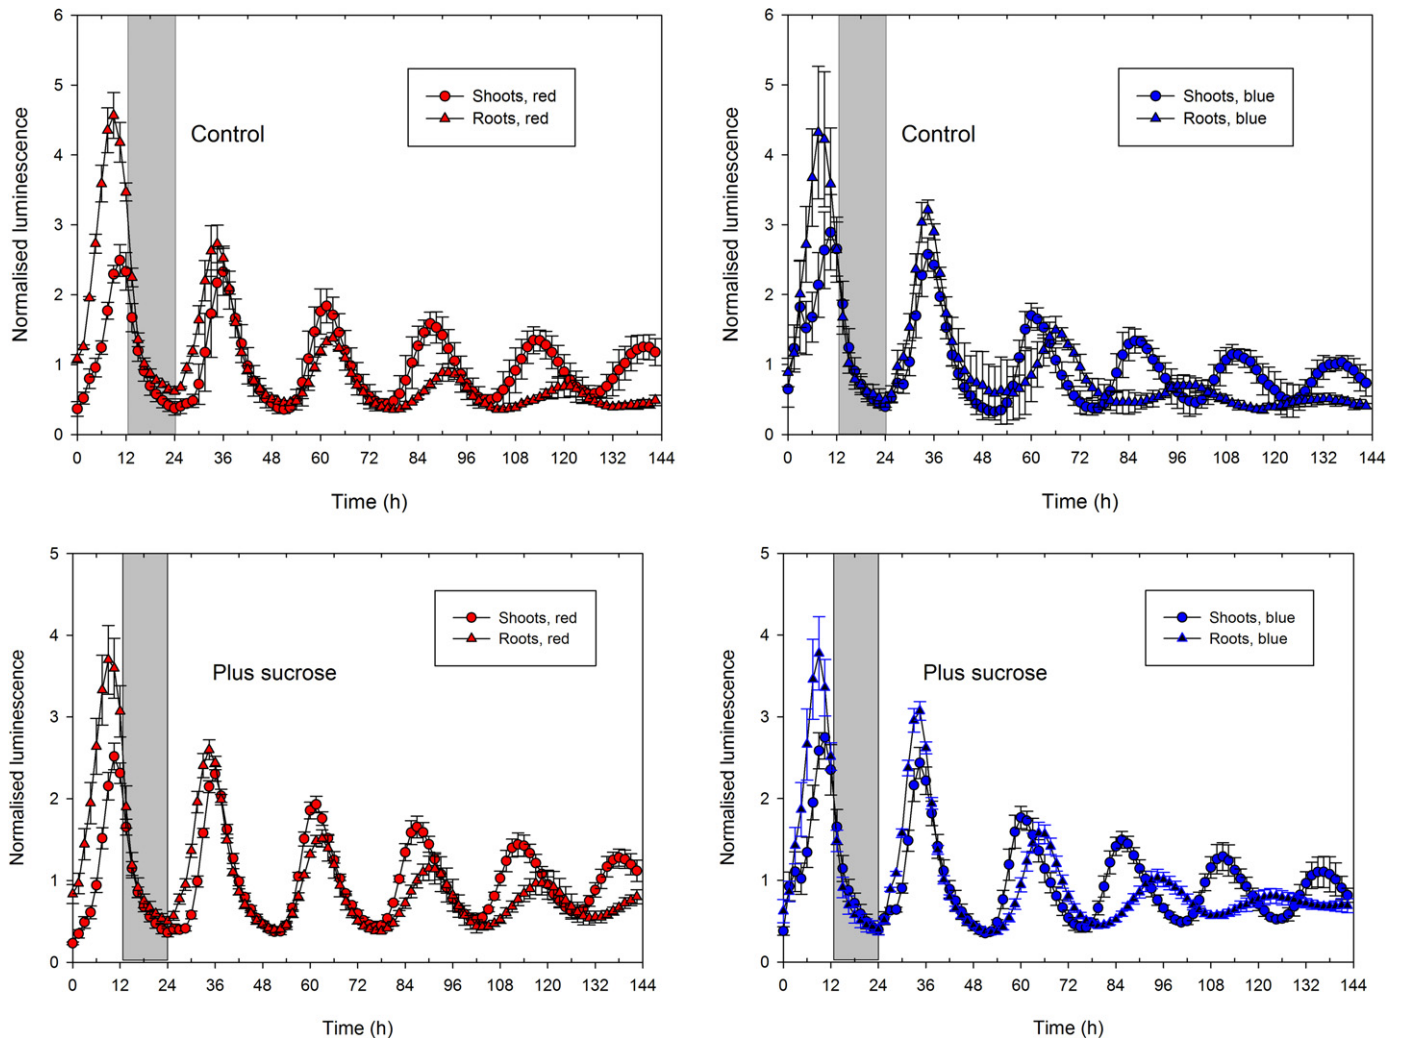 6
5
4
3
2
1
0
Normalised luminescence
Control
Shoots, red
Roots, red
0 12 24 36 48 60 72 84 96 108 120 132 144
Time (h)
6
5
4
3
2
1
0
Normalised luminescence
Control
Shoots, blue
Roots, blue
0 12 24 36 48 60 72 84 96 108 120 132 144
Time (h)
5
4
3
2
1
0
Normalised luminescence
Plus sucrose
Shoots, red
Roots, red
0 12 24 36 48 60 72 84 96 108 120 132 144
Time (h)
5
4
3
2
1
0
Normalised luminescence
Plus sucrose
Shoots, blue
Roots, blue
0 12 24 36 48 60 72 84 96 108 120 132 144
Time (h)